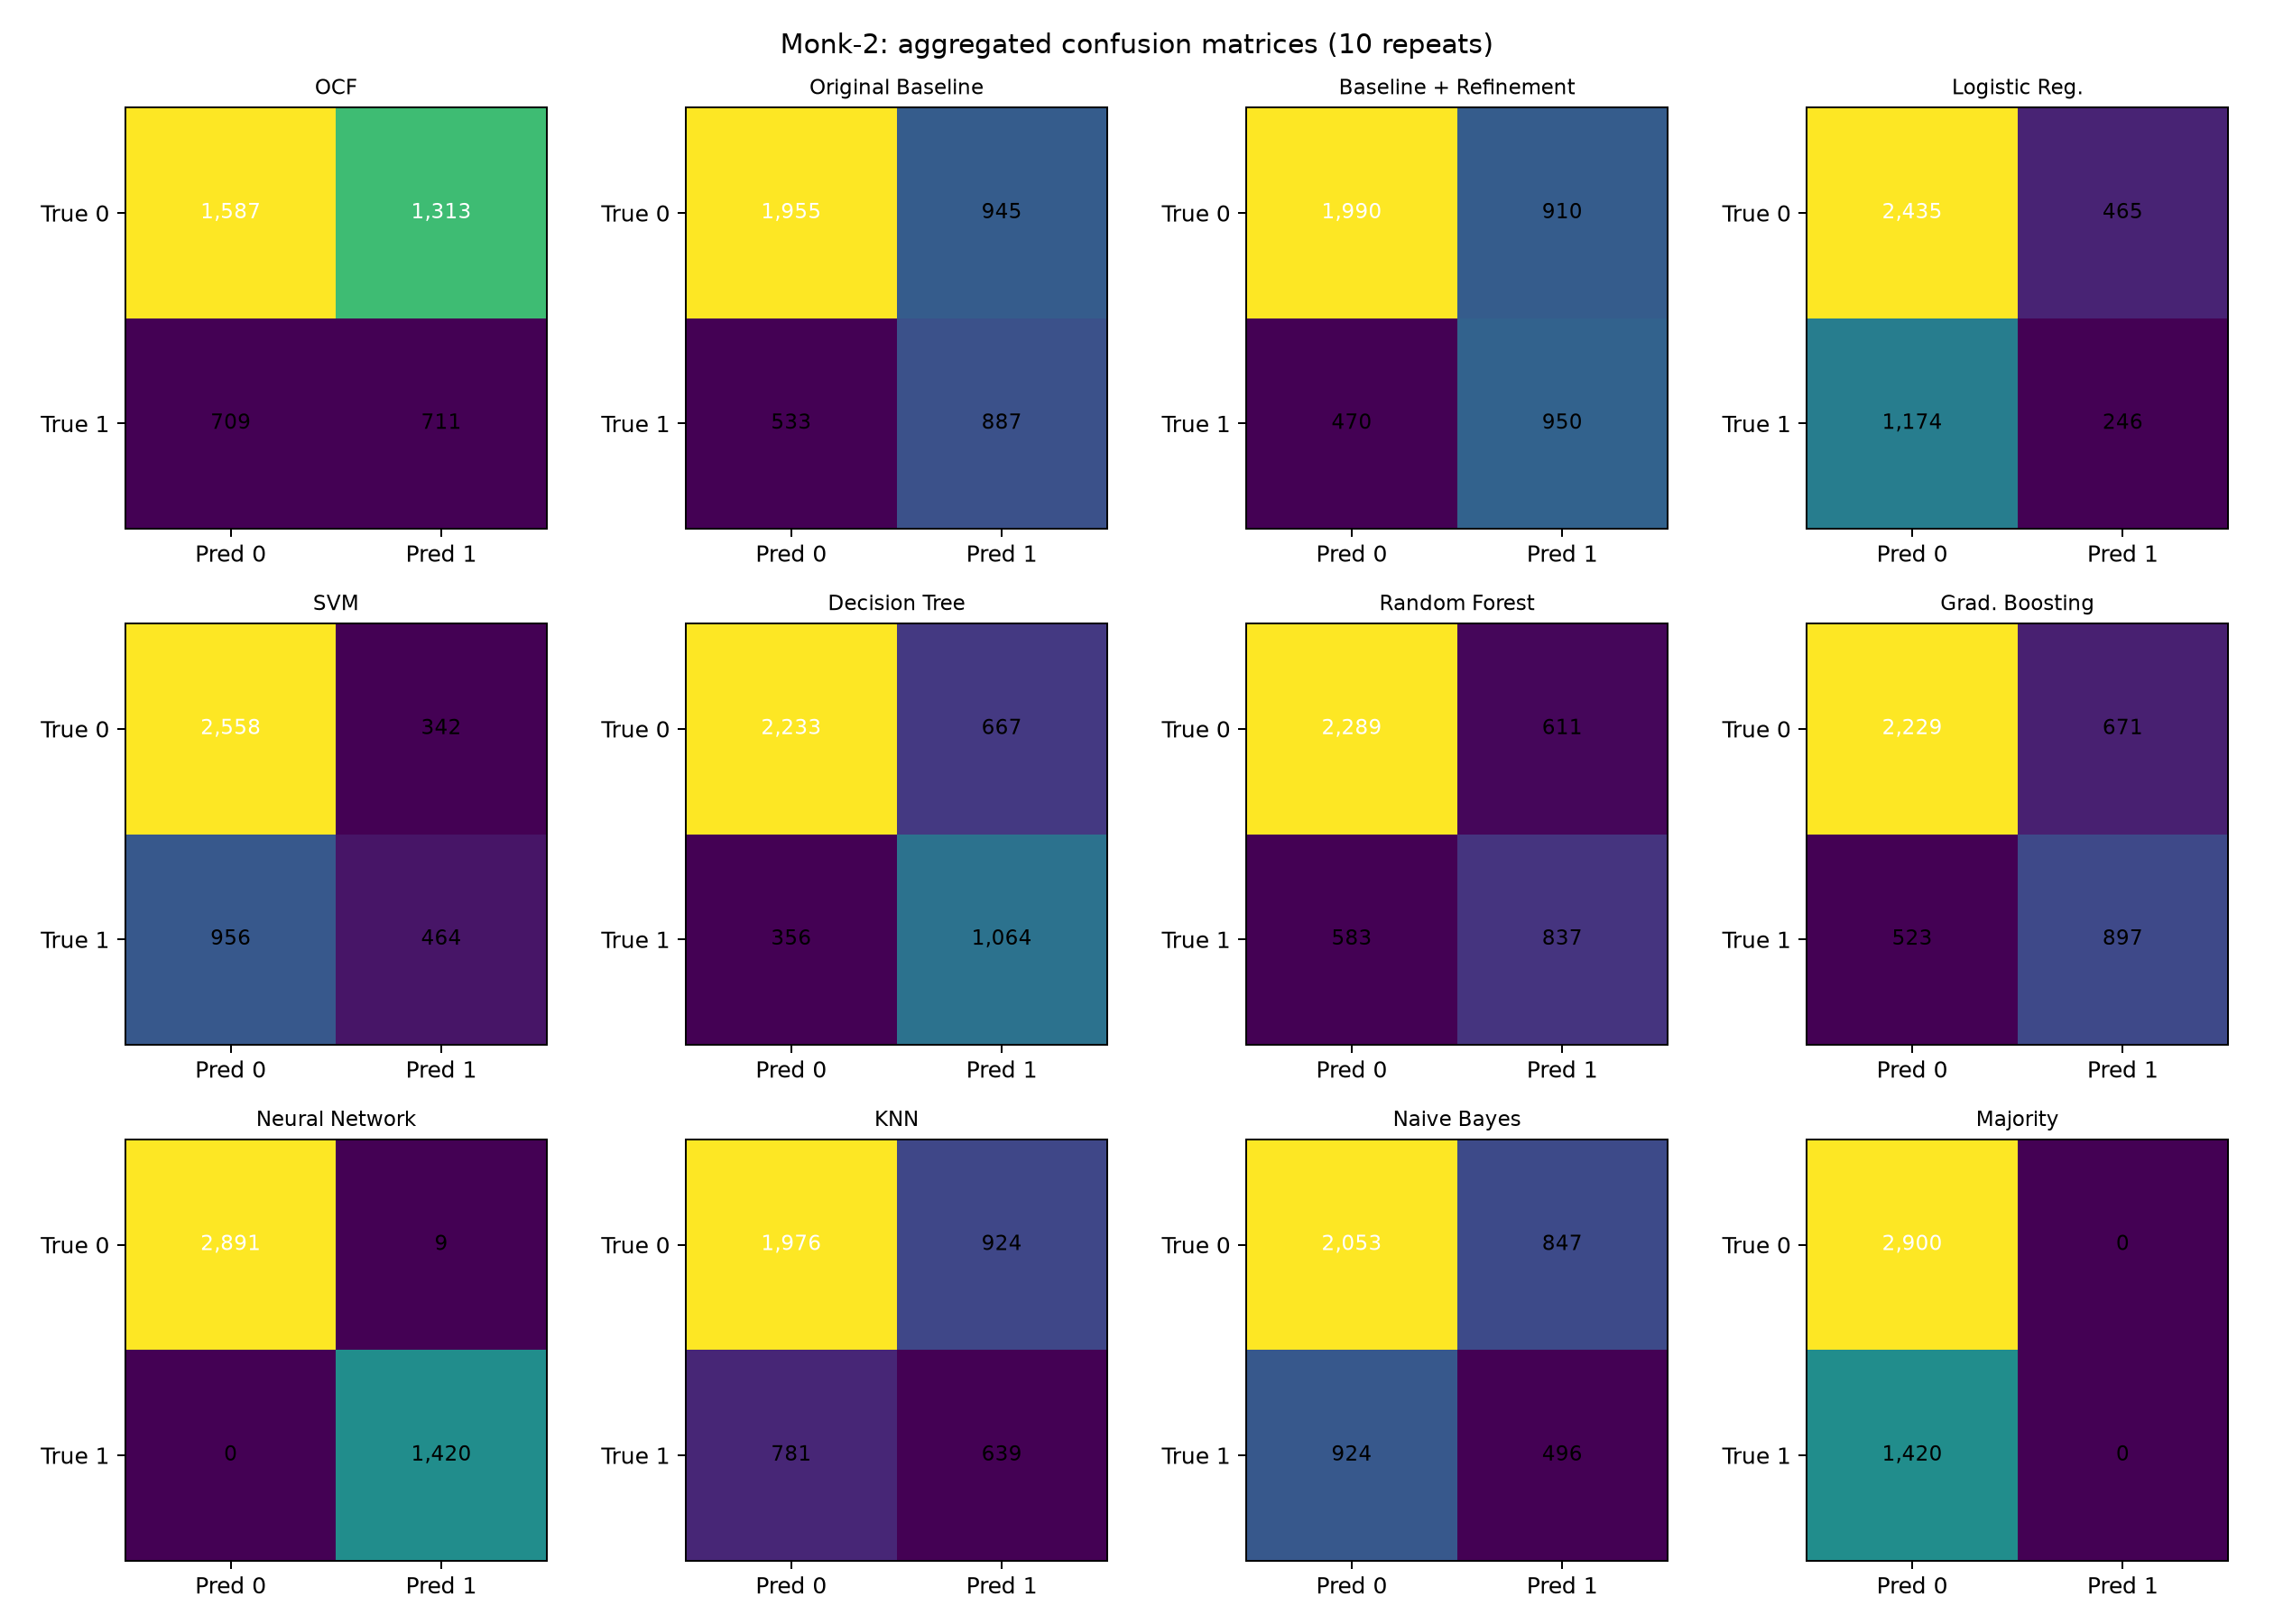 Monk-2: aggregated confusion matrices (10 repeats)
OCF
Original Baseline
Baseline + Refinement
Logistic Reg.
True 0 1,587 1,313
True 1 709 711
Pred 0 Pred 1
True 0 1,955 945
True 1 533 887
Pred 0 Pred 1
True 0 1,990 910
True 1 470 950
Pred 0 Pred 1
True 0 2,435 465
True 1 1,174 246
Pred 0 Pred 1
SVM
Decision Tree
Random Forest
Grad. Boosting
True 0 2,558 342
True 1 956 464
Pred 0 Pred 1
True 0 2,233 667
True 1 356 1,064
Pred 0 Pred 1
True 0 2,289 611
True 1 583 837
Pred 0 Pred 1
True 0 2,229 671
True 1 523 897
Pred 0 Pred 1
Neural Network
KNN
Naive Bayes
Majority
True 0 2,891 9
True 1 0 1,420
Pred 0 Pred 1
True 0 1,976 924
True 1 781 639
Pred 0 Pred 1
True 0 2,053 847
True 1 924 496
Pred 0 Pred 1
True 0 2,900 0
True 1 1,420 0
Pred 0 Pred 1